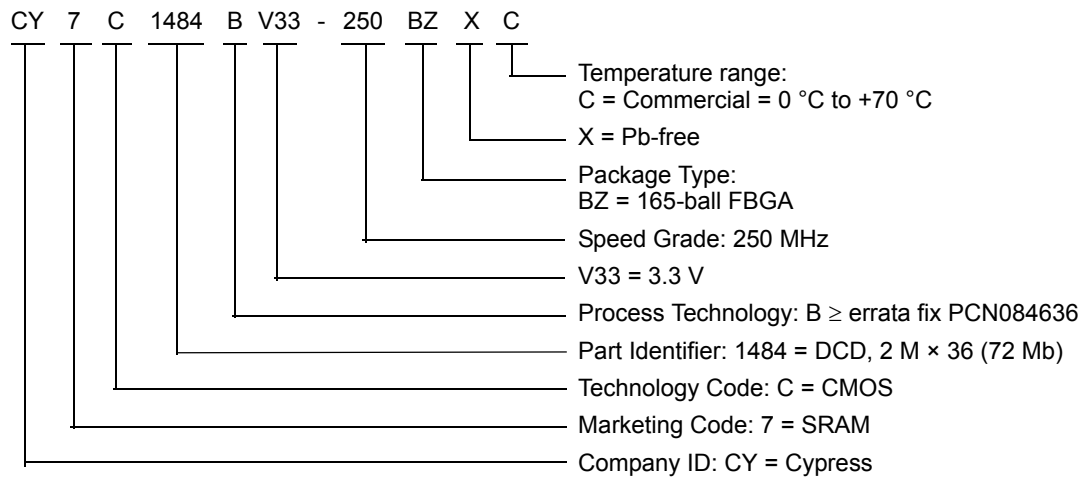 CY 7 C 1484 B V33 - 250 BZ X C
Temperature range:
C = Commercial = 0 °C to +70 °C
X = Pb-free
Package Type:
BZ = 165-ball FBGA
Speed Grade: 250 MHz
V33 = 3.3 V
Process Technology: B ≥ errata fix PCN084636
Part Identifier: 1484 = DCD, 2 M × 36 (72 Mb)
Technology Code: C = CMOS
Marketing Code: 7 = SRAM
Company ID: CY = Cypress